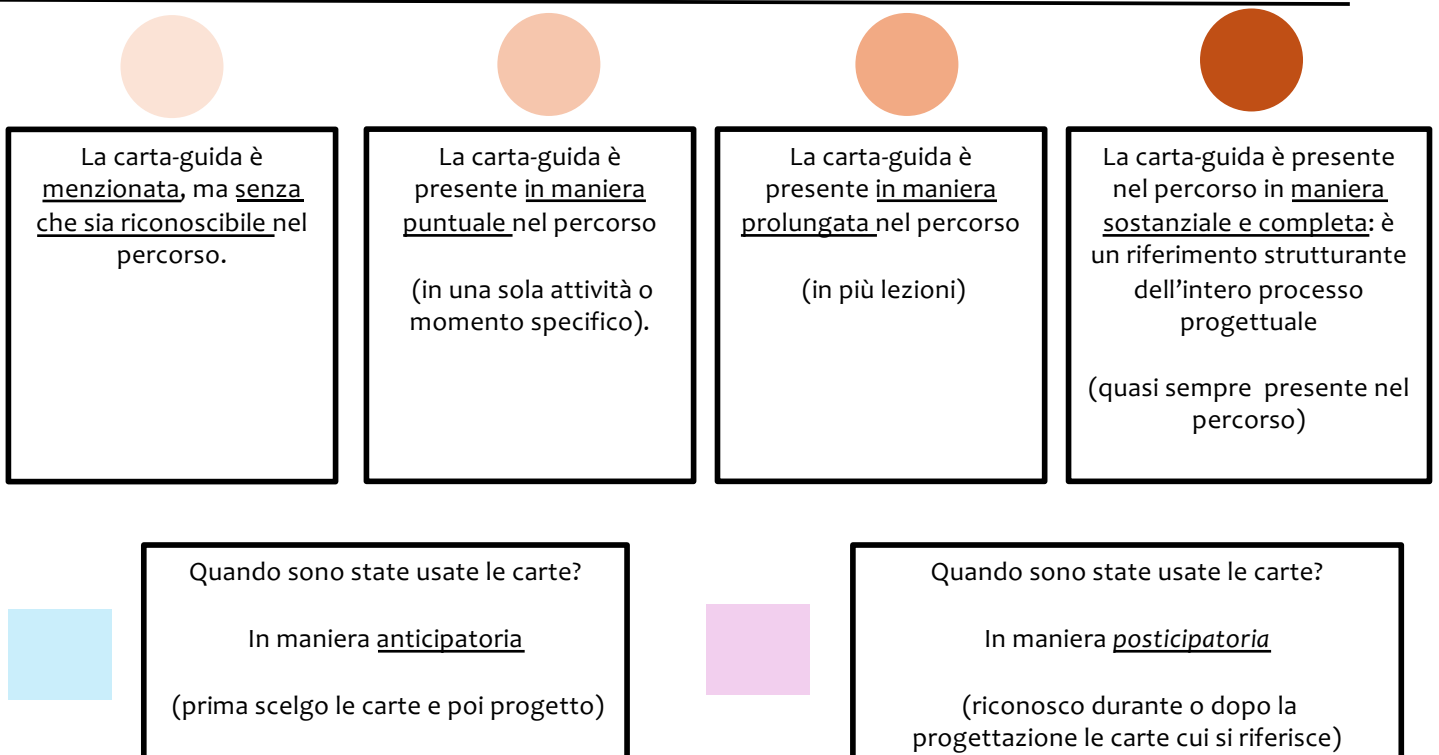 La carta-guida è
menzionata, ma senza
che sia riconoscibile nel
percorso.
La carta-guida è
presente in maniera
puntuale nel percorso
(in una sola attività o
momento specifico).
La carta-guida è
presente in maniera
prolungata nel percorso
(in più lezioni)
La carta-guida è presente
nel percorso in maniera
sostanziale e completa: è
un riferimento strutturante
dell’intero processo
progettuale
(quasi sempre presente nel
percorso)
Quando sono state usate le carte?
In maniera anticipatoria
(prima scelgo le carte e poi progetto)
Quando sono state usate le carte?
In maniera posticipatoria
(riconosco durante o dopo la
progettazione le carte cui si riferisce)